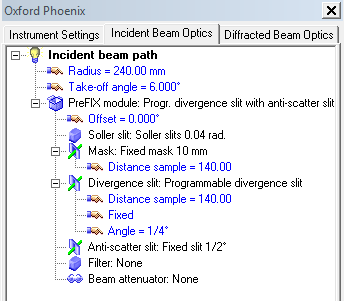 Oxford Phoenix
Instrument Settings Incident Beam Optics Diffracted Beam Optics
Incident beam path
Radius = 240.00 mm
Take-off angle = 6.000°
PreFIX module: Progr. divergence slit with anti-scatter slit
Offset = 0.000°
Soller slit: Soller slits 0.04 rad.
Mask: Fixed mask 10 mm
Distance sample = 140.00
Divergence slit: Programmable divergence slit
Distance sample = 140.00
Fixed
Angle = 1/4°
Anti-scatter slit: Fixed slit 1/2°
Filter: None
Beam attenuator: None